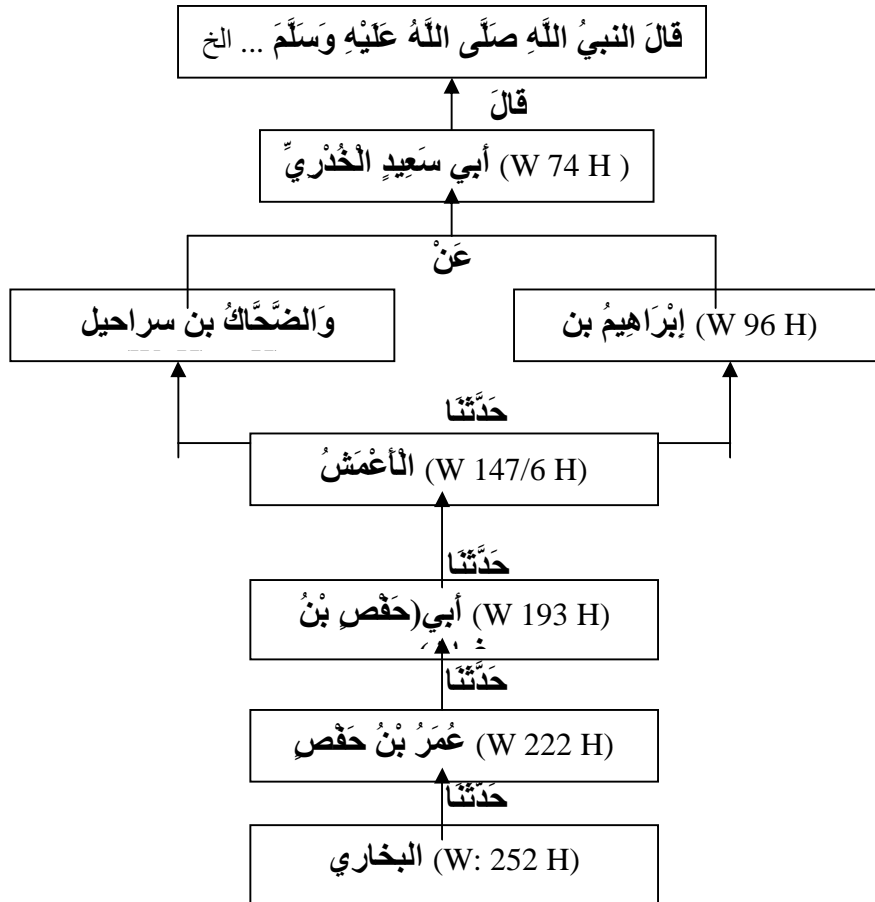 قالَ النبيُ اللَّهِ صَلَّى اللَّهُ عَلَيْهِ وَسَلَّمَ ... الخ
قالَ
أبي سَعِيدٍ الْخُدْرِيِّ (W 74 H )
عَنْ
إِبْرَاهِيمُ بن (W 96 H)
وَالضَّحَّاكُ بن سراحيل
حَدَّثَنَا
الْأَعْمَشُ (W 147/6 H)
حَدَّثَنَا
أبي(حَفْصٍ بْنُ (W 193 H)
حَدَّثَنَا
عُمَرُ بْنُ حَفْصٍ (W 222 H)
حَدَّثَنَا
البخاري (W: 252 H)